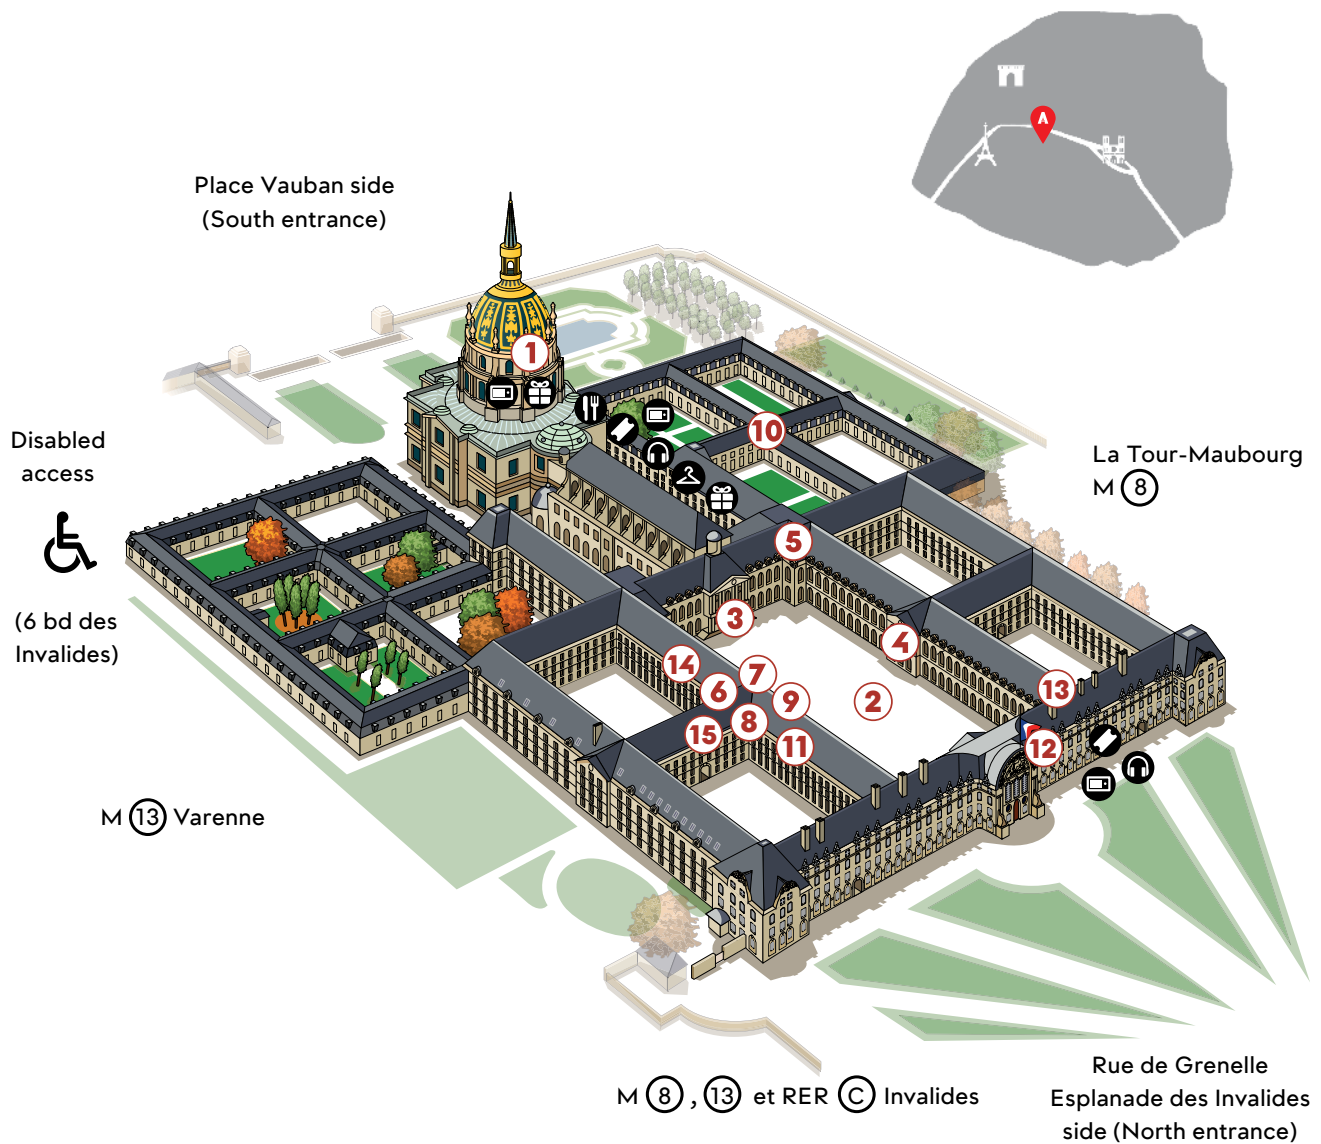 A
Place Vauban side
(South entrance)
1
Disabled
access
10
La Tour-Maubourg
M 8
5
(6 bd des
Invalides)
3
4
14
7
13
6
9
2
8
15
11
12
M 13 Varenne
Rue de Grenelle
M 8 , 13 et RER C Invalides
Esplanade des Invalides
side (North entrance)